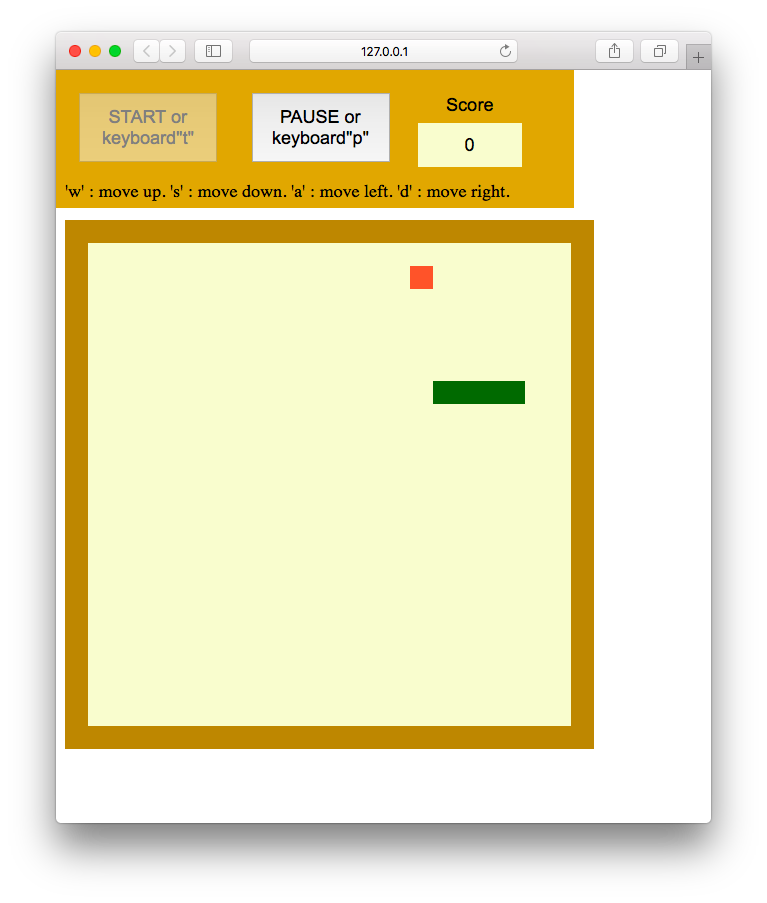 127.0.0.1
START or
keyboard"t"
PAUSE or
keyboard"p"
Score
0
'w' : move up. 's' : move down. 'a' : move left. 'd' : move right.